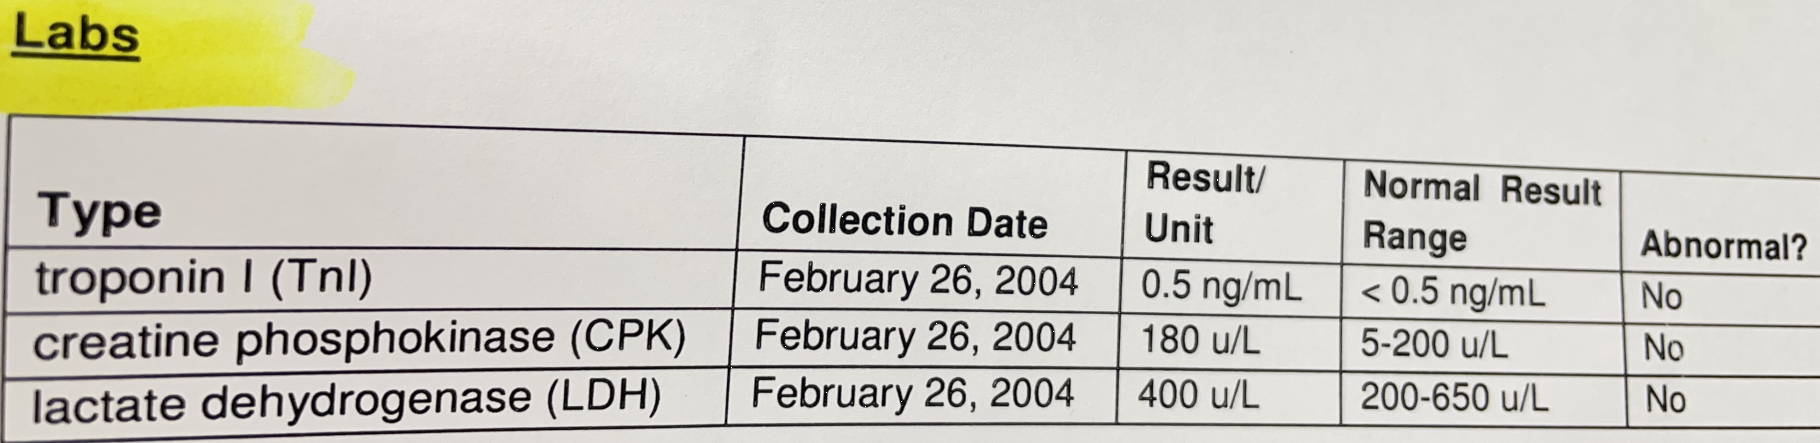 Labs
Type Collection Date Result/ Unit Normal Result Range Abnormal?
troponin I (TnI) February 26, 2004 0.5 ng/mL < 0.5 ng/mL No
creatine phosphokinase (CPK) February 26, 2004 180 u/L 5-200 u/L No
lactate dehydrogenase (LDH) February 26, 2004 400 u/L 200-650 u/L No